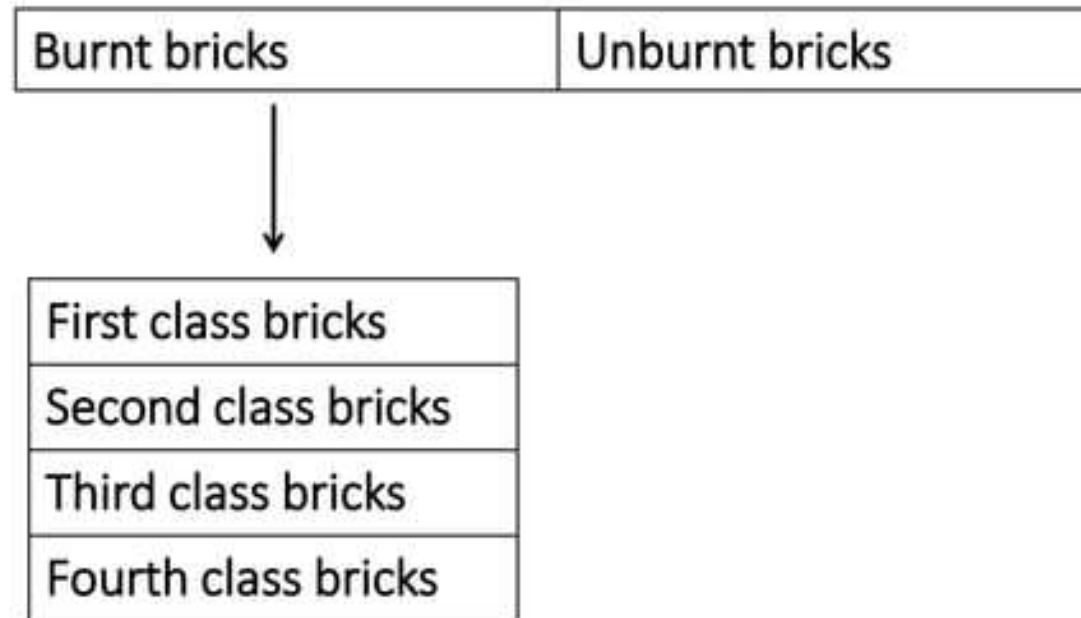 Burnt bricks Unburnt bricks
First class bricks
Second class bricks
Third class bricks
Fourth class bricks